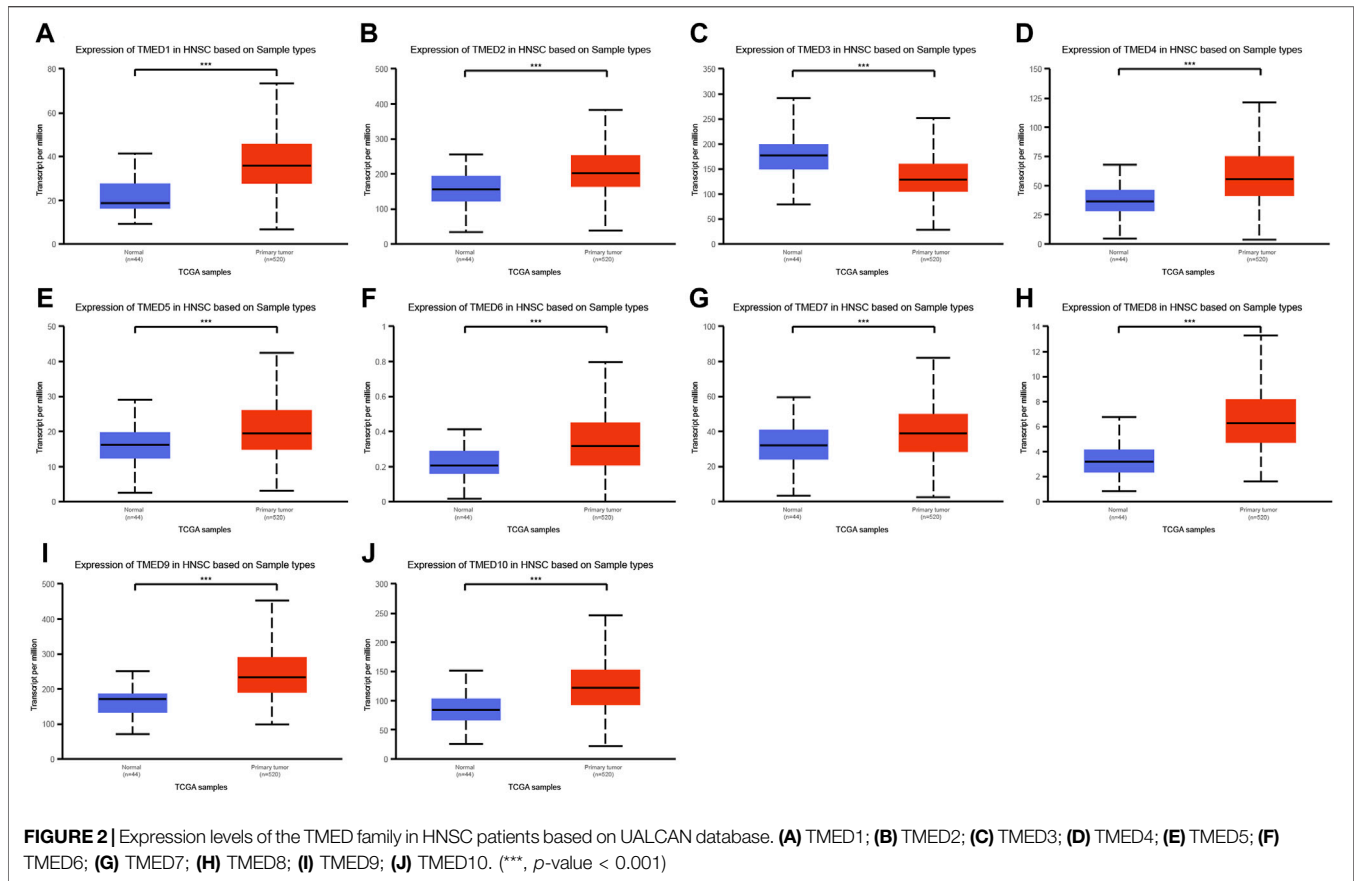 A
Expression of TMED1 in HNSC based on Sample types
***
80
60
40
20
0
Transcript per million
Normal
(n=44)
Primary tumor
(n=520)
TCGA samples
B
Expression of TMED2 in HNSC based on Sample types
***
500
400
300
200
100
0
Transcript per million
Normal
(n=44)
Primary tumor
(n=520)
TCGA samples
C
Expression of TMED3 in HNSC based on Sample types
***
350
300
250
200
150
100
50
0
Transcript per million
Normal
(n=44)
Primary tumor
(n=520)
TCGA samples
D
Expression of TMED4 in HNSC based on Sample types
***
150
125
100
75
50
25
0
Transcript per million
Normal
(n=44)
Primary tumor
(n=520)
TCGA samples
E
Expression of TMED5 in HNSC based on Sample types
***
50
40
30
20
10
0
Transcript per million
Normal
(n=44)
Primary tumor
(n=520)
TCGA samples
F
Expression of TMED6 in HNSC based on Sample types
***
1
0.8
0.6
0.4
0.2
0
Transcript per million
Normal
(n=44)
Primary tumor
(n=520)
TCGA samples
G
Expression of TMED7 in HNSC based on Sample types
***
100
80
60
40
20
0
Transcript per million
Normal
(n=44)
Primary tumor
(n=520)
TCGA samples
H
Expression of TMED8 in HNSC based on Sample types
***
14
12
10
8
6
4
2
0
Transcript per million
Normal
(n=44)
Primary tumor
(n=520)
TCGA samples
I
Expression of TMED9 in HNSC based on Sample types
***
500
400
300
200
100
0
Transcript per million
Normal
(n=44)
Primary tumor
(n=520)
TCGA samples
J
Expression of TMED10 in HNSC based on Sample types
***
300
250
200
150
100
50
0
Transcript per million
Normal
(n=44)
Primary tumor
(n=520)
TCGA samples
FIGURE 2 | Expression levels of the TMED family in HNSC patients based on UALCAN database. (A) TMED1; (B) TMED2; (C) TMED3; (D) TMED4; (E) TMED5; (F)
TMED6; (G) TMED7; (H) TMED8; (I) TMED9; (J) TMED10. (***, p-value < 0.001)